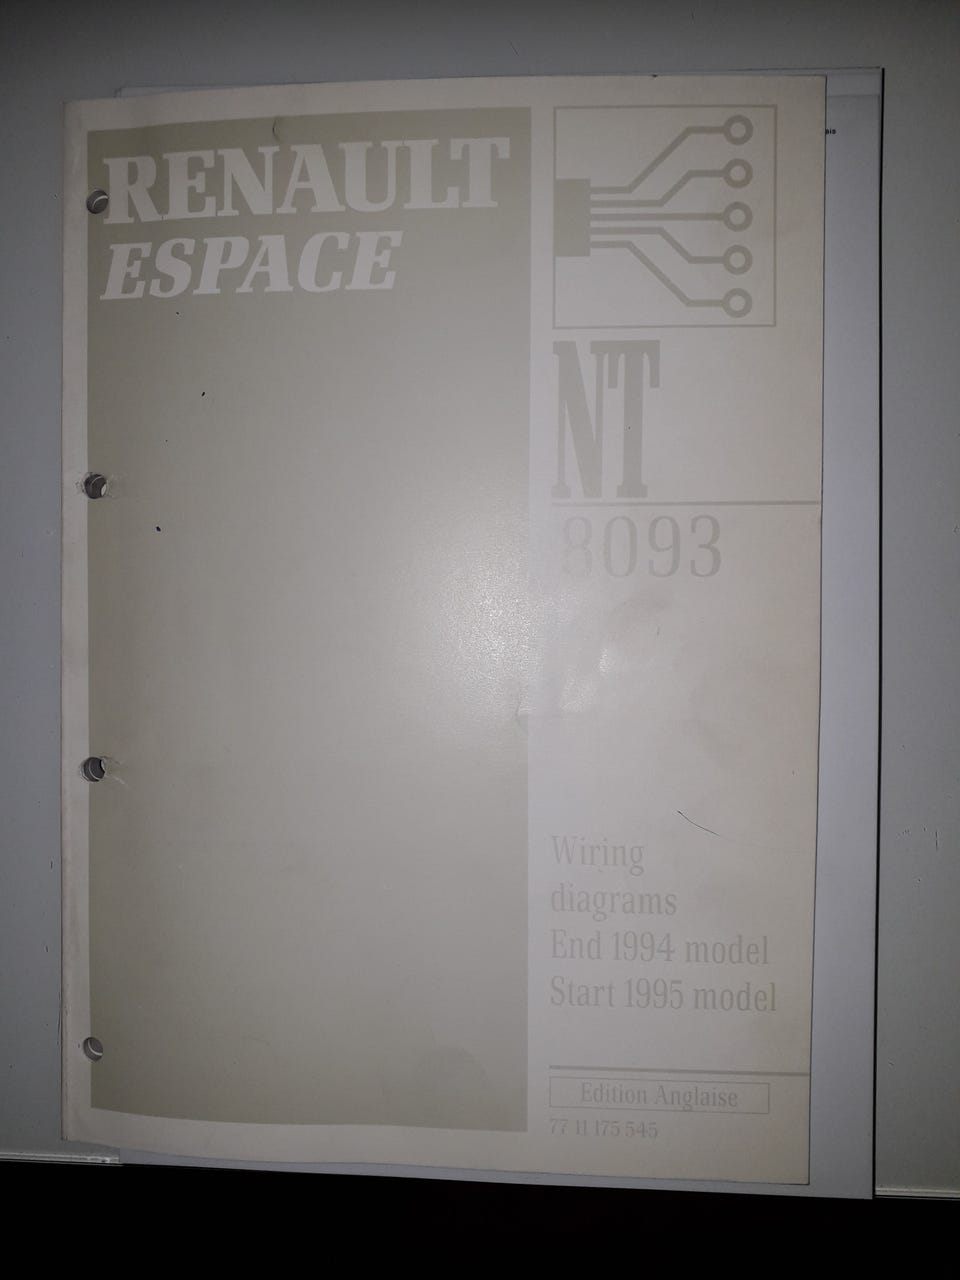 RENAULT
ESPACE
NT
8093
Wiring
diagrams
End 1994 model
Start 1995 model
Edition Anglaise
77 11 175 545